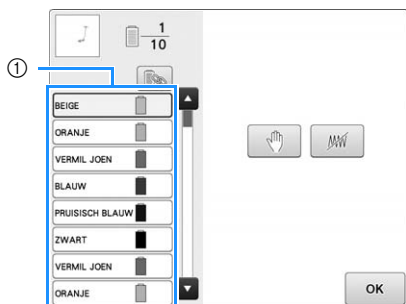 1
10
①
BEIGE
ORANJE
VERMIL JOEN
BLAUW
PRUISISCH BLAUW
ZWART
VERMIL JOEN
ORANJE
OK